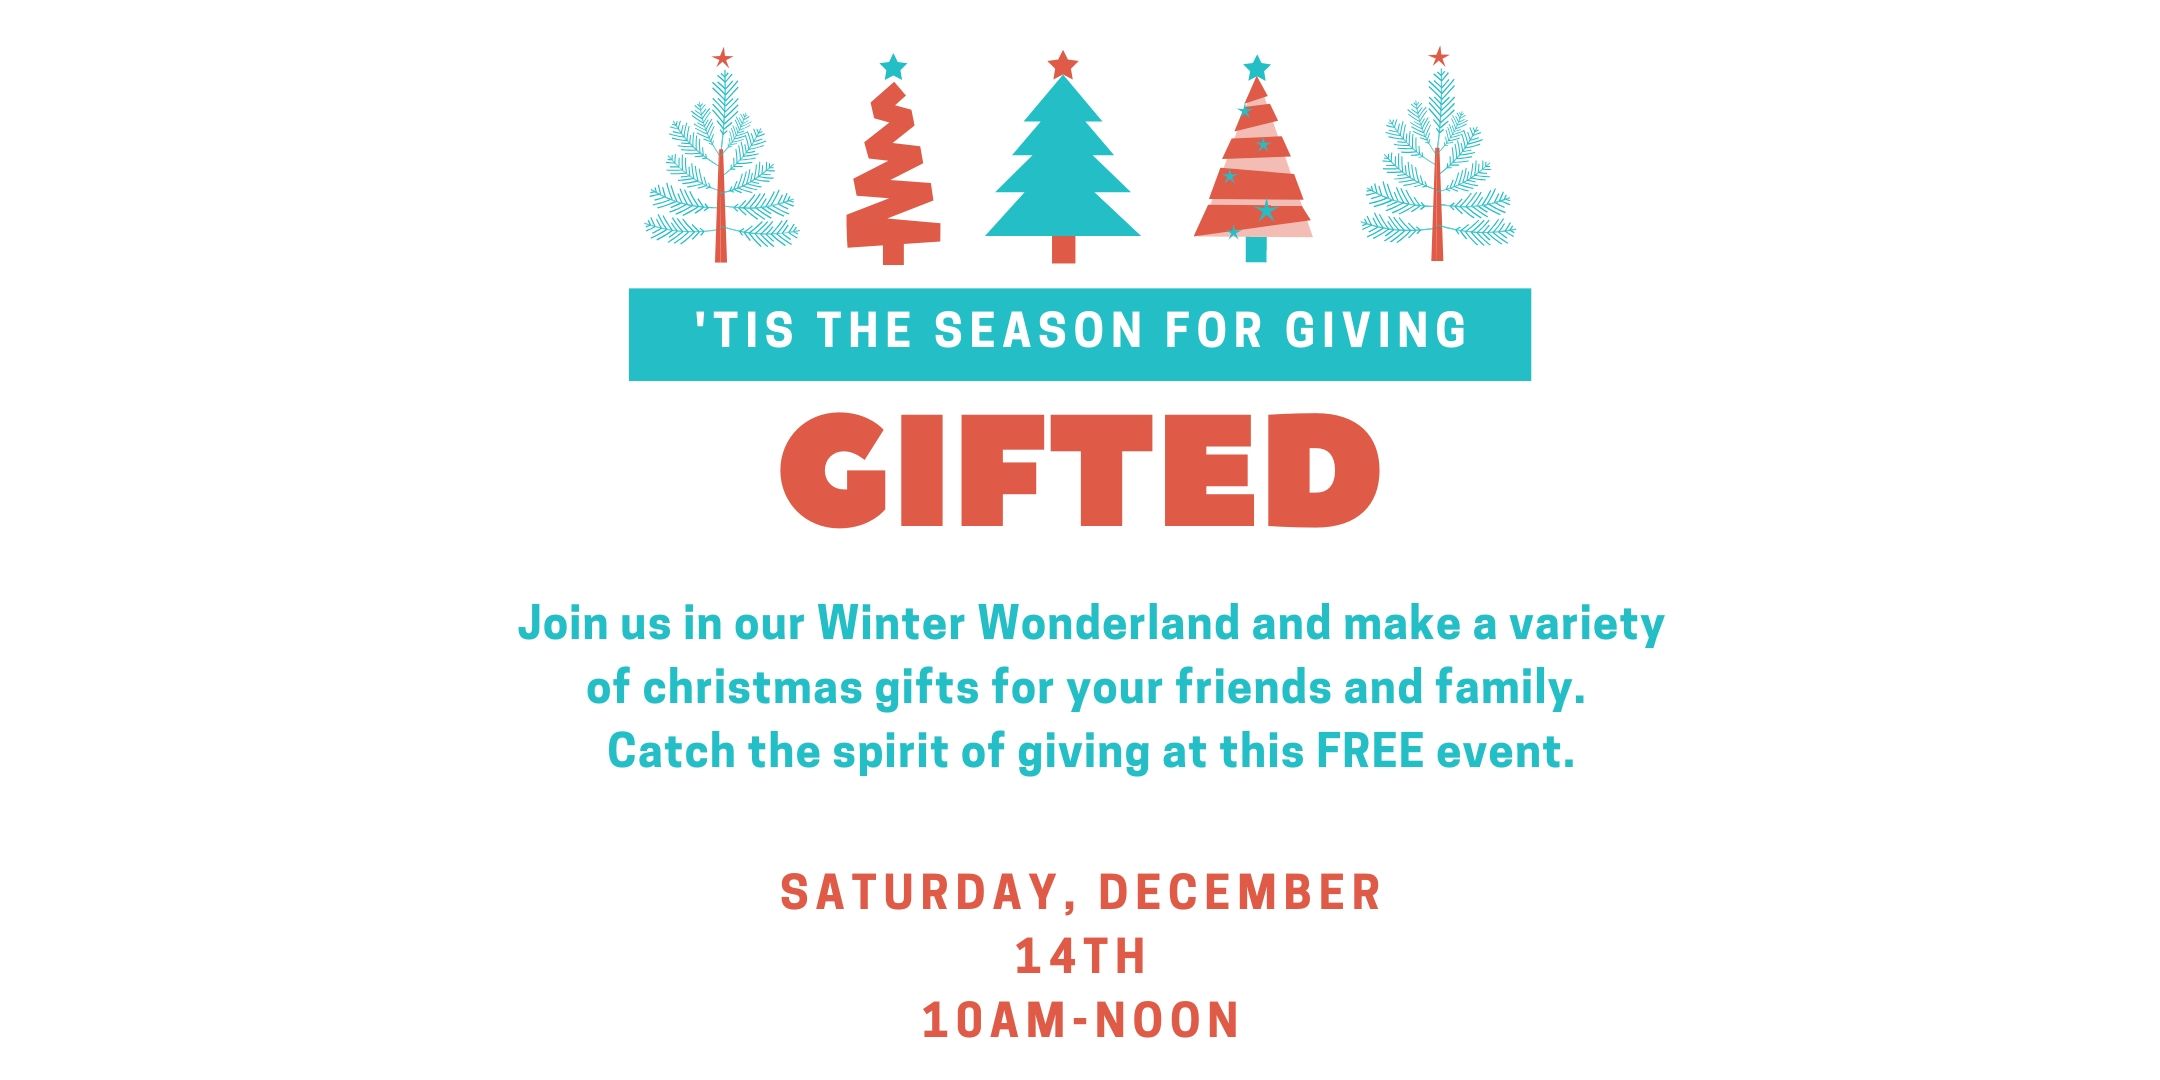 'TIS THE SEASON FOR GIVING
GIFTED
Join us in our Winter Wonderland and make a variety
of christmas gifts for your friends and family.
Catch the spirit of giving at this FREE event.
SATURDAY, DECEMBER
14TH
10AM-NOON